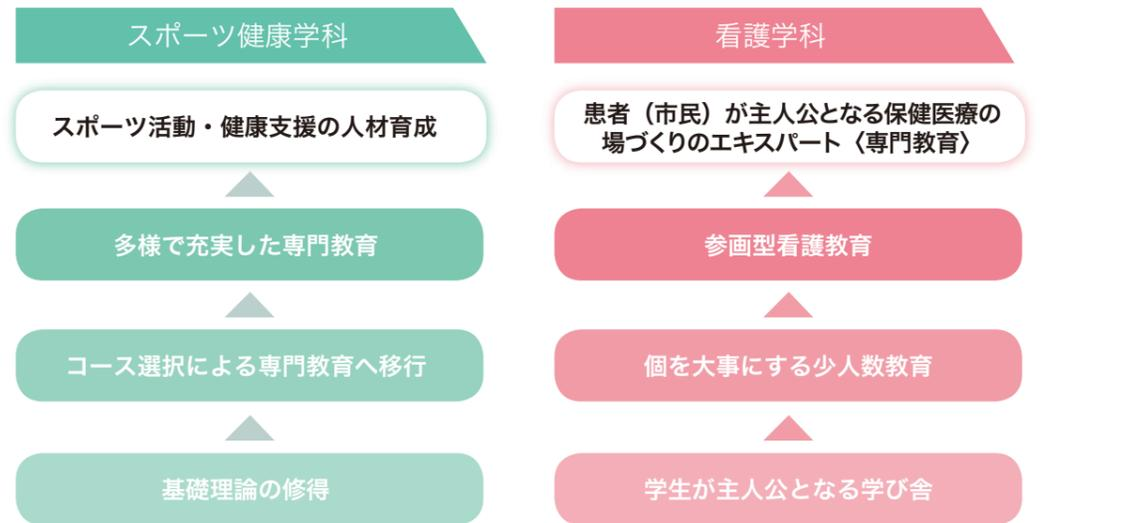 スポーツ健康学科
スポーツ活動・健康支援の人材育成
多様で充実した専門教育
コース選択による専門教育へ移行
基礎理論の修得
看護学科
患者（市民）が主人公となる保健医療の
場づくりのエキスパート〈専門教育〉
参画型看護教育
個を大事にする少人数教育
学生が主人公となる学び舎